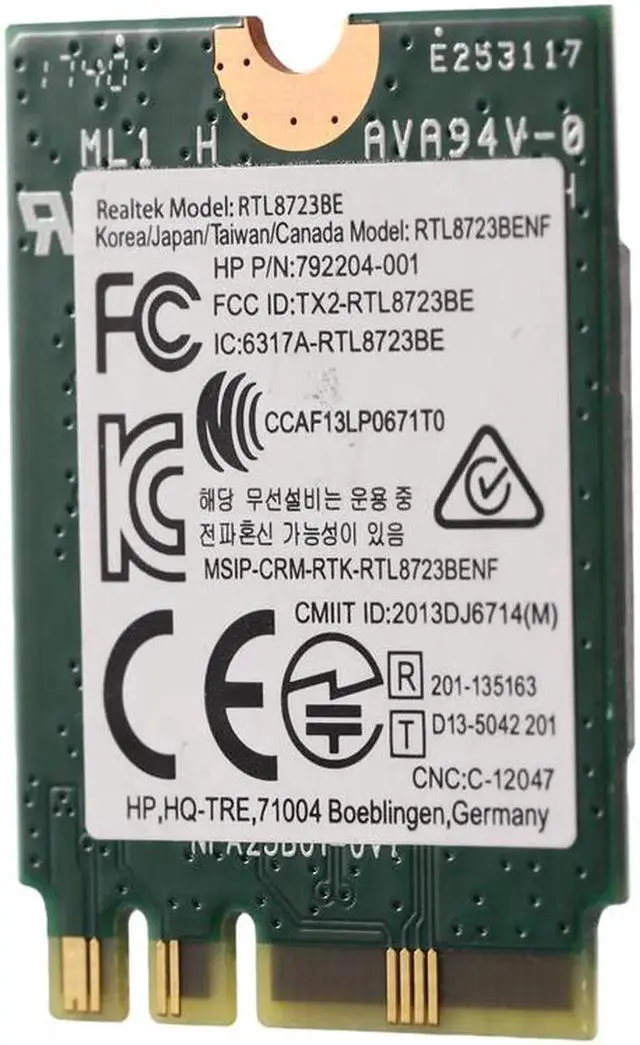 1740
E253117
ML1 H
AVA94V-0
Realtek Model: RTL8723BE
Korea/Japan/Taiwan/Canada Model: RTL8723BENF
HP P/N:792204-001
FCC ID:TX2-RTL8723BE
IC:6317A-RTL8723BE
CCAF13LP0671T0
해당 무선설비는 운용 중
전파혼신 가능성이 있음
MSIP-CRM-RTK-RTL8723BENF
CMIIT ID:2013DJ6714(M)
R 201-135163
T D13-5042 201
CNC:C-12047
HP,HQ-TRE,71004 Boeblingen,Germany